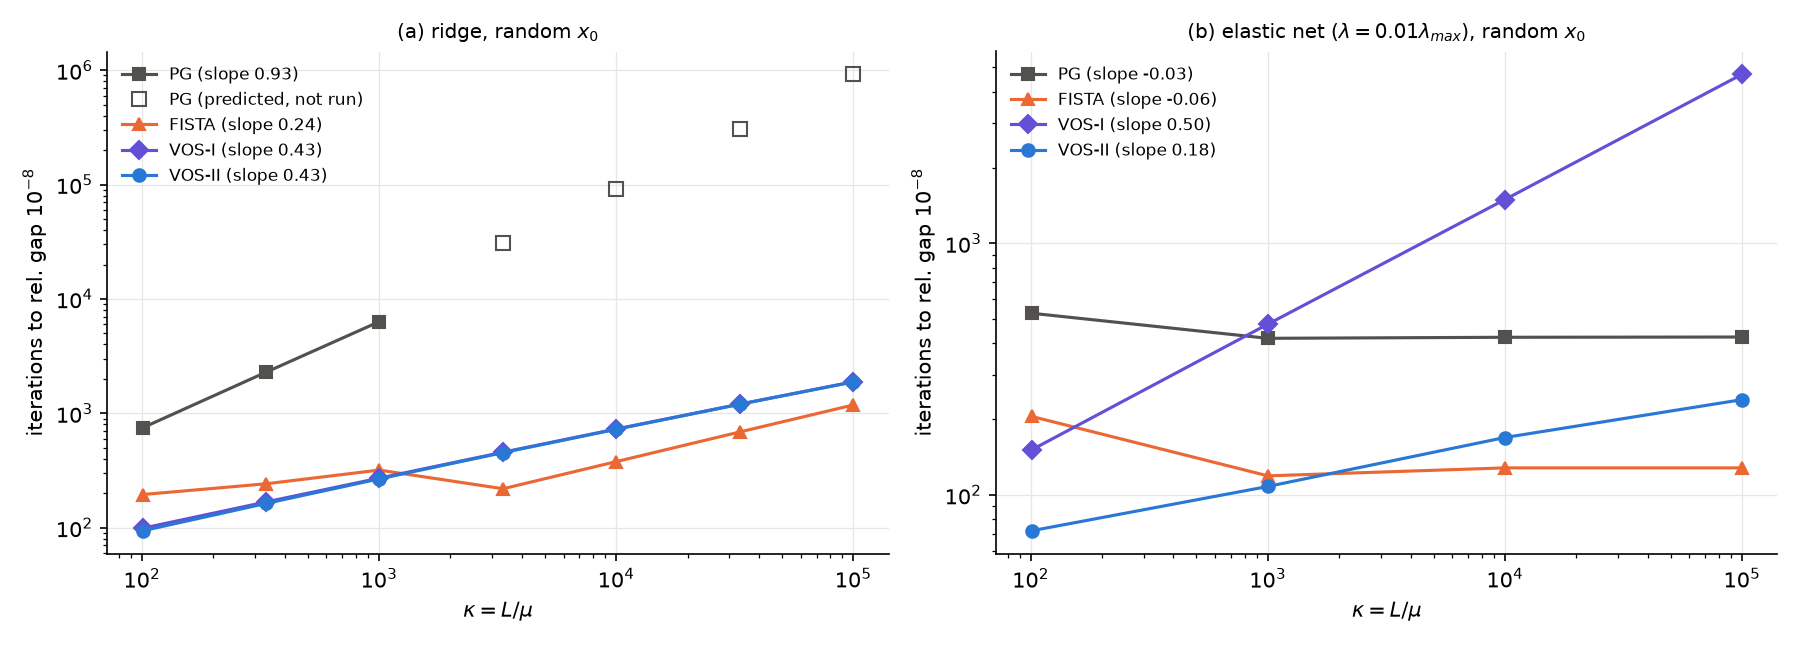 (a) ridge, random x₀
iterations to rel. gap 10⁻⁸
10⁶
10⁵
10⁴
10³
10²
PG (slope 0.93)
PG (predicted, not run)
FISTA (slope 0.24)
VOS-I (slope 0.43)
VOS-II (slope 0.43)
10² 10³ 10⁴ 10⁵
κ = L/μ
(b) elastic net (λ = 0.01λₘₐₓ), random x₀
iterations to rel. gap 10⁻⁸
10³
10²
PG (slope -0.03)
FISTA (slope -0.06)
VOS-I (slope 0.50)
VOS-II (slope 0.18)
10² 10³ 10⁴ 10⁵
κ = L/μ